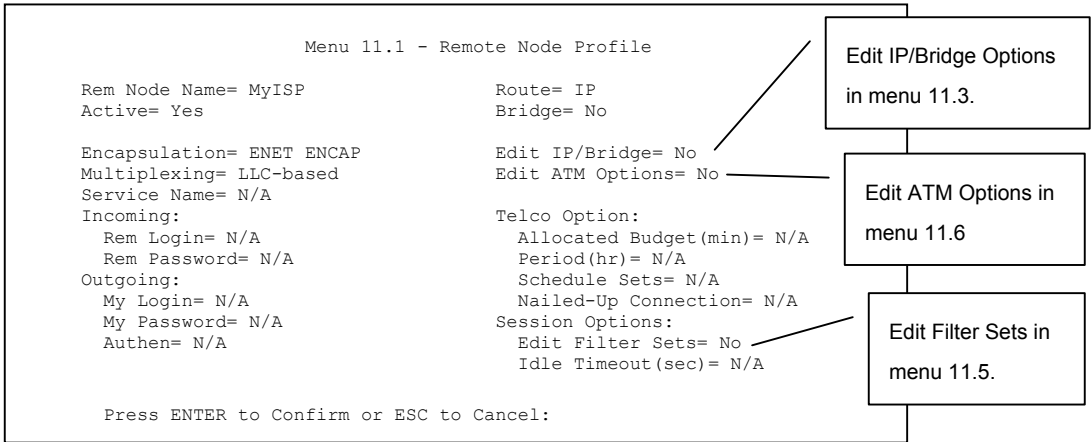 Menu 11.1 - Remote Node Profile
Rem Node Name= MyISP Route= IP
Active= Yes Bridge= No
Encapsulation= ENET ENCAP Edit IP/Bridge= No
Multiplexing= LLC-based Edit ATM Options= No
Service Name= N/A
Incoming: Telco Option:
Rem Login= N/A Allocated Budget(min)= N/A
Rem Password= N/A Period(hr)= N/A
Outgoing: Schedule Sets= N/A
My Login= N/A Nailed-Up Connection= N/A
My Password= N/A Session Options:
Authen= N/A Edit Filter Sets= No
Idle Timeout(sec)= N/A
Press ENTER to Confirm or ESC to Cancel:
Edit IP/Bridge Options
in menu 11.3.
Edit ATM Options in
menu 11.6
Edit Filter Sets in
menu 11.5.